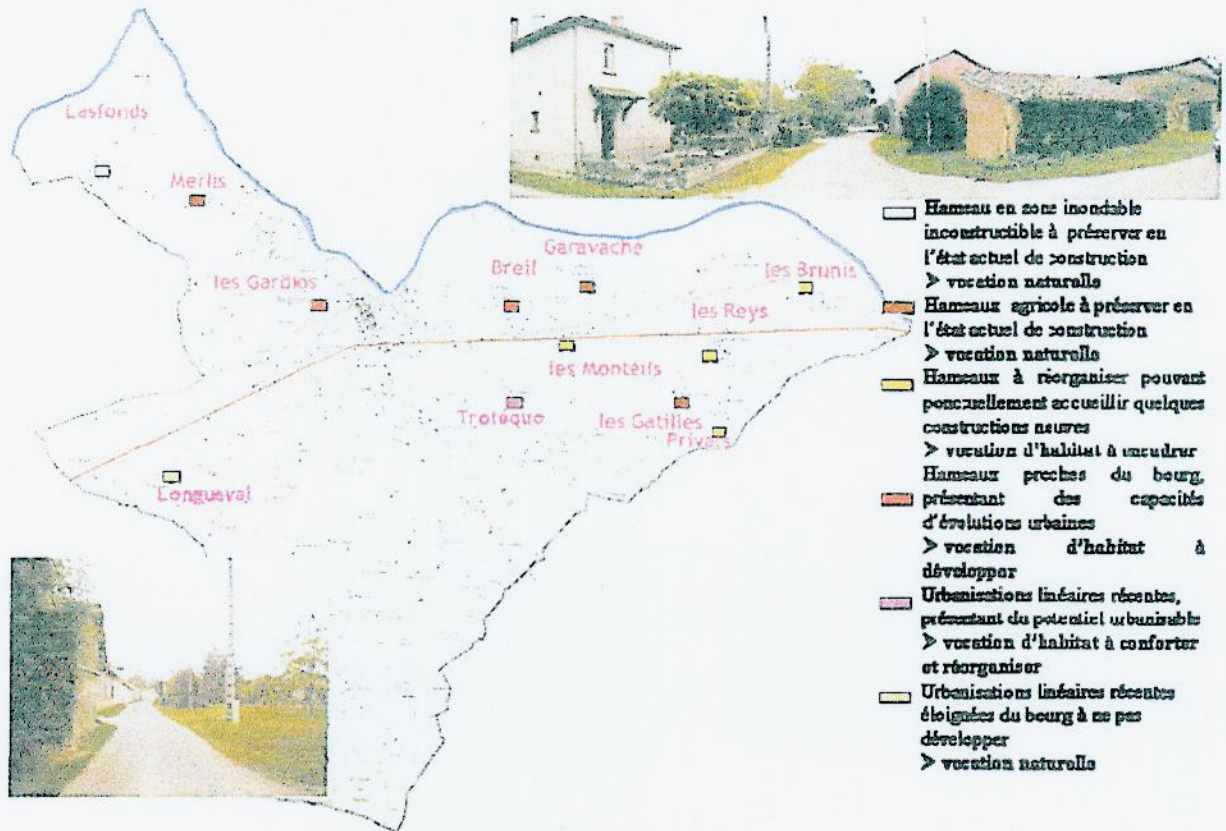 Lasfonds
Merlis
Garavache
Breil
les Brunis
les Gardios
les Reys
les Monteils
Trotéquo
les Gatilles
Privats
Longueval
Hameau en zone inondable
inconstructible à préserver en
l'état actuel de construction
➢ vocation naturelle
Hameaux agricole à préserver en
l'état actuel de construction
➢ vocation naturelle
Hameaux à réorganiser pouvant
ponctuellement accueillir quelques
constructions neuves
➢ vocation d'habitat à encadrer
Hameaux proches du bourg,
présentant des capacités
d'évolutions urbaines
➢ vocation d'habitat à
développer
Urbanisations linéaires récentes,
présentant du potentiel urbanisable
➢ vocation d'habitat à conforter
et réorganiser
Urbanisations linéaires récentes
éloignées du bourg à ne pas
développer
➢ vocation naturelle